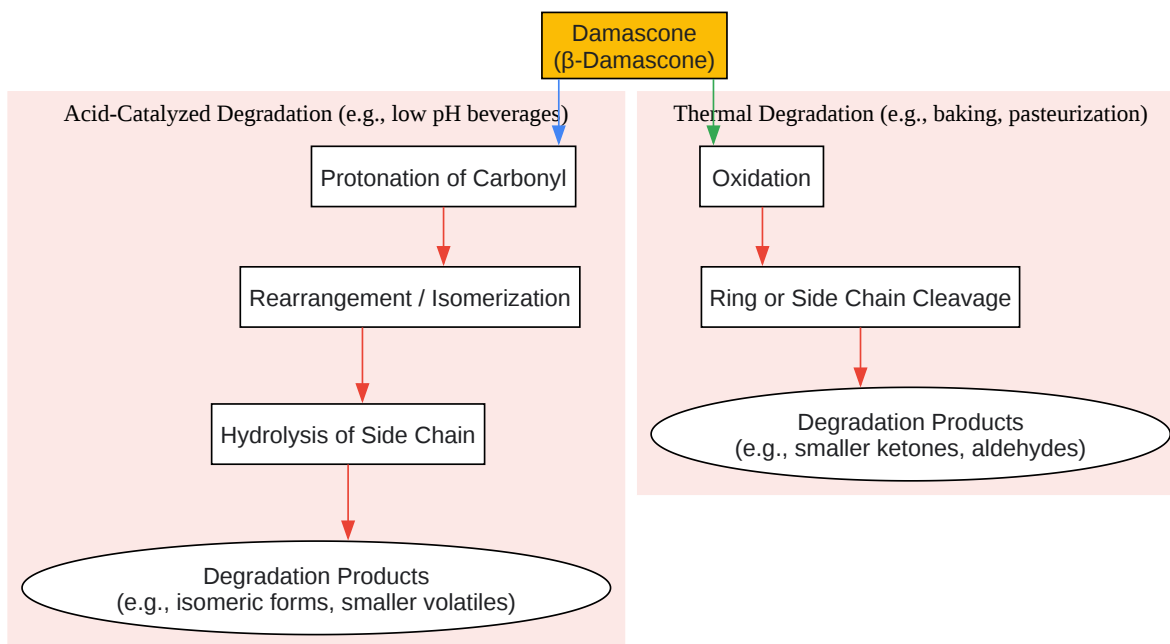 Damascone
(β-Damascone)
Acid-Catalyzed Degradation (e.g., low pH beverages)
Protonation of Carbonyl
Rearrangement / Isomerization
Hydrolysis of Side Chain
Degradation Products
(e.g., isomeric forms, smaller volatiles)
Thermal Degradation (e.g., baking, pasteurization)
Oxidation
Ring or Side Chain Cleavage
Degradation Products
(e.g., smaller ketones, aldehydes)